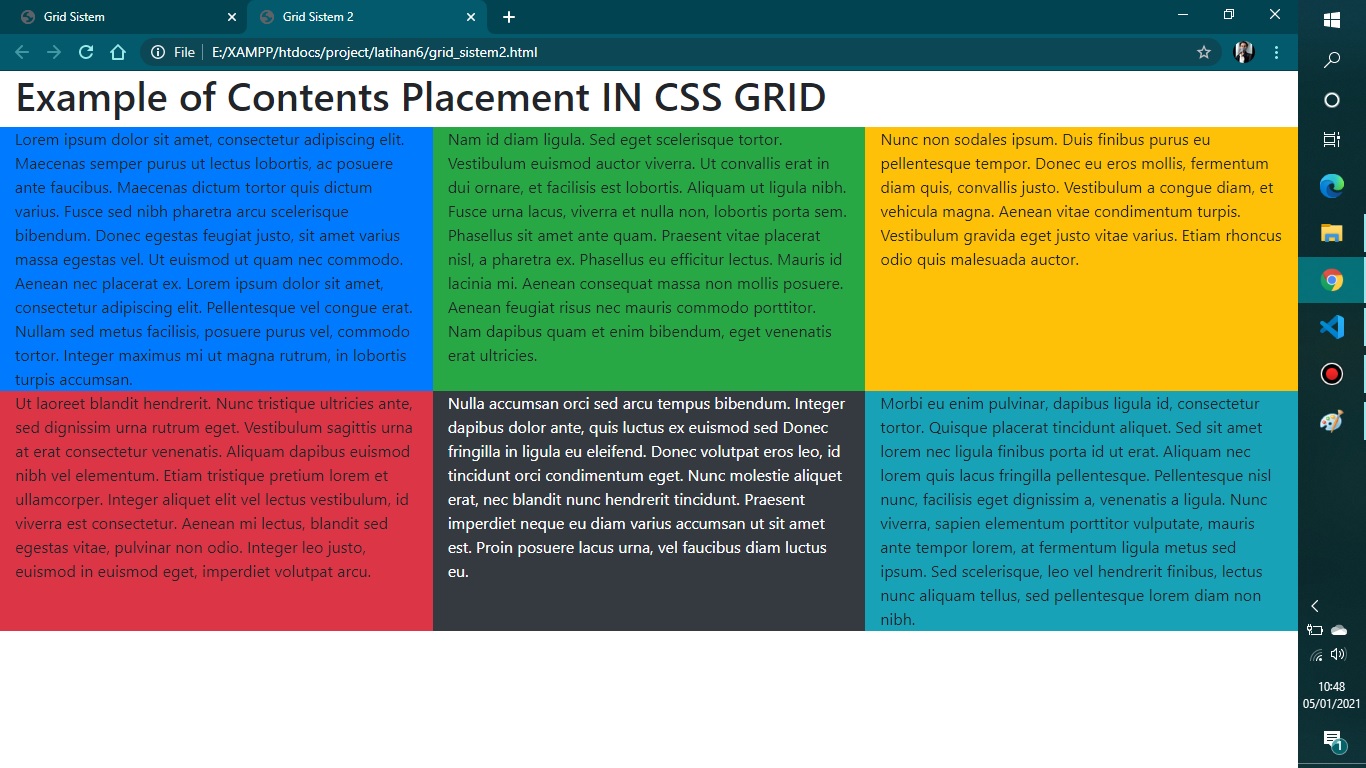 Grid Sistem
Grid Sistem 2
File
E:/XAMPP/htdocs/project/latihan6/grid_sistem2.html
Example of Contents Placement IN CSS GRID
Lorem ipsum dolor sit amet, consectetur adipiscing elit.
Maecenas semper purus ut lectus lobortis, ac posuere
ante faucibus. Maecenas dictum tortor quis dictum
varius. Fusce sed nibh pharetra arcu scelerisque
bibendum. Donec egestas feugiat justo, sit amet varius
massa egestas vel. Ut euismod ut quam nec commodo.
Aenean nec placerat ex. Lorem ipsum dolor sit amet,
consectetur adipiscing elit. Pellentesque vel congue erat.
Nullam sed metus facilisis, posuere purus vel, commodo
tortor. Integer maximus mi ut magna rutrum, in lobortis
turpis accumsan.
Nam id diam ligula. Sed eget scelerisque tortor.
Vestibulum euismod auctor viverra. Ut convallis erat in
dui ornare, et facilisis est lobortis. Aliquam ut ligula nibh.
Fusce urna lacus, viverra et nulla non, lobortis porta sem.
Phasellus sit amet ante quam. Praesent vitae placerat
nisl, a pharetra ex. Phasellus eu efficitur lectus. Mauris id
lacinia mi. Aenean consequat massa non mollis posuere.
Aenean feugiat risus nec mauris commodo porttitor.
Nam dapibus quam et enim bibendum, eget venenatis
erat ultricies.
Nunc non sodales ipsum. Duis finibus purus eu
pellentesque tempor. Donec eu eros mollis, fermentum
diam quis, convallis justo. Vestibulum a congue diam, et
vehicula magna. Aenean vitae condimentum turpis.
Vestibulum gravida eget justo vitae varius. Etiam rhoncus
odio quis malesuada auctor.
Ut laoreet blandit hendrerit. Nunc tristique ultricies ante,
sed dignissim urna rutrum eget. Vestibulum sagittis urna
at erat consectetur venenatis. Aliquam dapibus euismod
nibh vel elementum. Etiam tristique pretium lorem et
ullamcorper. Integer aliquet elit vel lectus vestibulum, id
viverra est consectetur. Aenean mi lectus, blandit sed
egestas vitae, pulvinar non odio. Integer leo justo,
euismod in euismod eget, imperdiet volutpat arcu.
Nulla accumsan orci sed arcu tempus bibendum. Integer
dapibus dolor ante, quis luctus ex euismod sed Donec
fringilla in ligula eu eleifend. Donec volutpat eros leo, id
tincidunt orci condimentum eget. Nunc molestie aliquet
erat, nec blandit nunc hendrerit tincidunt. Praesent
imperdiet neque eu diam varius accumsan ut sit amet
est. Proin posuere lacus urna, vel faucibus diam luctus
eu.
Morbi eu enim pulvinar, dapibus ligula id, consectetur
tortor. Quisque placerat tincidunt aliquet. Sed sit amet
lorem nec ligula finibus porta id ut erat. Aliquam nec
lorem quis lacus fringilla pellentesque. Pellentesque nisl
nunc, facilisis eget dignissim a, venenatis a ligula. Nunc
viverra, sapien elementum porttitor vulputate, mauris
ante tempor lorem, at fermentum ligula metus sed
ipsum. Sed scelerisque, leo vel hendrerit finibus, lectus
nunc aliquam tellus, sed pellentesque lorem diam non
nibh.
10:48
05/01/2021
1